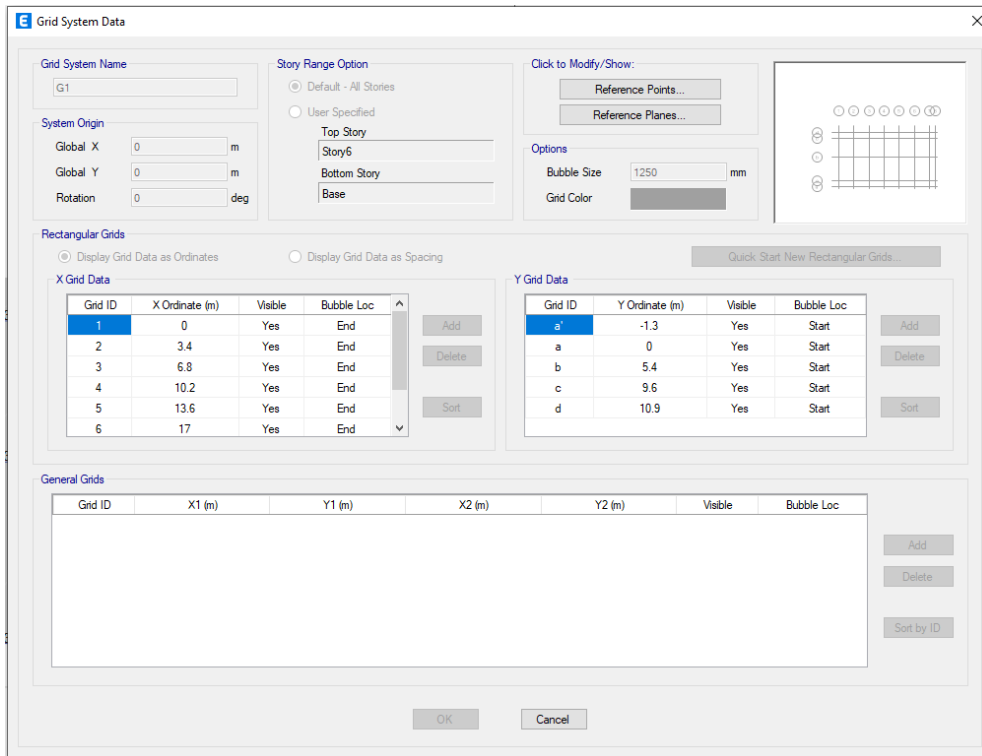 E Grid System Data
Grid System Name
G1
System Origin
Global X 0 m
Global Y 0 m
Rotation 0 deg
Story Range Option
Default - All Stories
User Specified
Top Story
Story6
Bottom Story
Base
Click to Modify/Show:
Reference Points...
Reference Planes...
Options
Bubble Size 1250 mm
Grid Color
Rectangular Grids
Display Grid Data as Ordinates Display Grid Data as Spacing Quick Start New Rectangular Grids...
X Grid Data
Grid ID X Ordinate (m) Visible Bubble Loc
1 0 Yes End
2 3.4 Yes End
3 6.8 Yes End
4 10.2 Yes End
5 13.6 Yes End
6 17 Yes End
Add
Delete
Sort
Y Grid Data
Grid ID Y Ordinate (m) Visible Bubble Loc
a' -1.3 Yes Start
a 0 Yes Start
b 5.4 Yes Start
c 9.6 Yes Start
d 10.9 Yes Start
Add
Delete
Sort
General Grids
Grid ID X1 (m) Y1 (m) X2 (m) Y2 (m) Visible Bubble Loc
Add
Delete
Sort by ID
OK Cancel